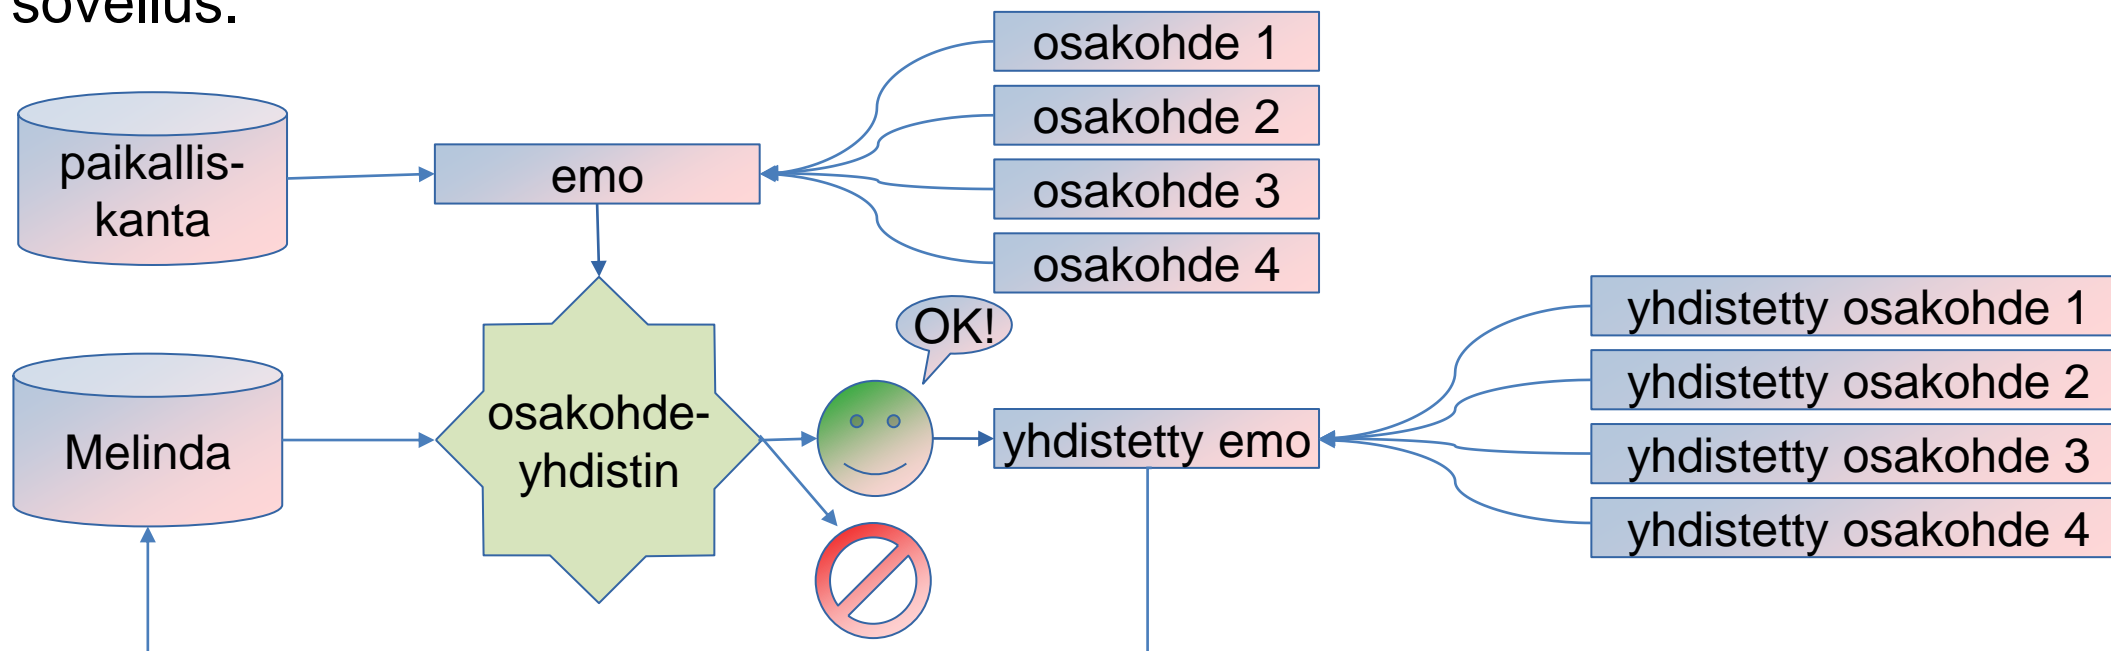 sovellus.
osakohde 1
osakohde 2
osakohde 3
osakohde 4
paikallis-
kanta
emo
OK!
yhdistetty osakohde 1
yhdistetty osakohde 2
yhdistetty osakohde 3
yhdistetty osakohde 4
Melinda
osakohde-
yhdistin
yhdistetty emo